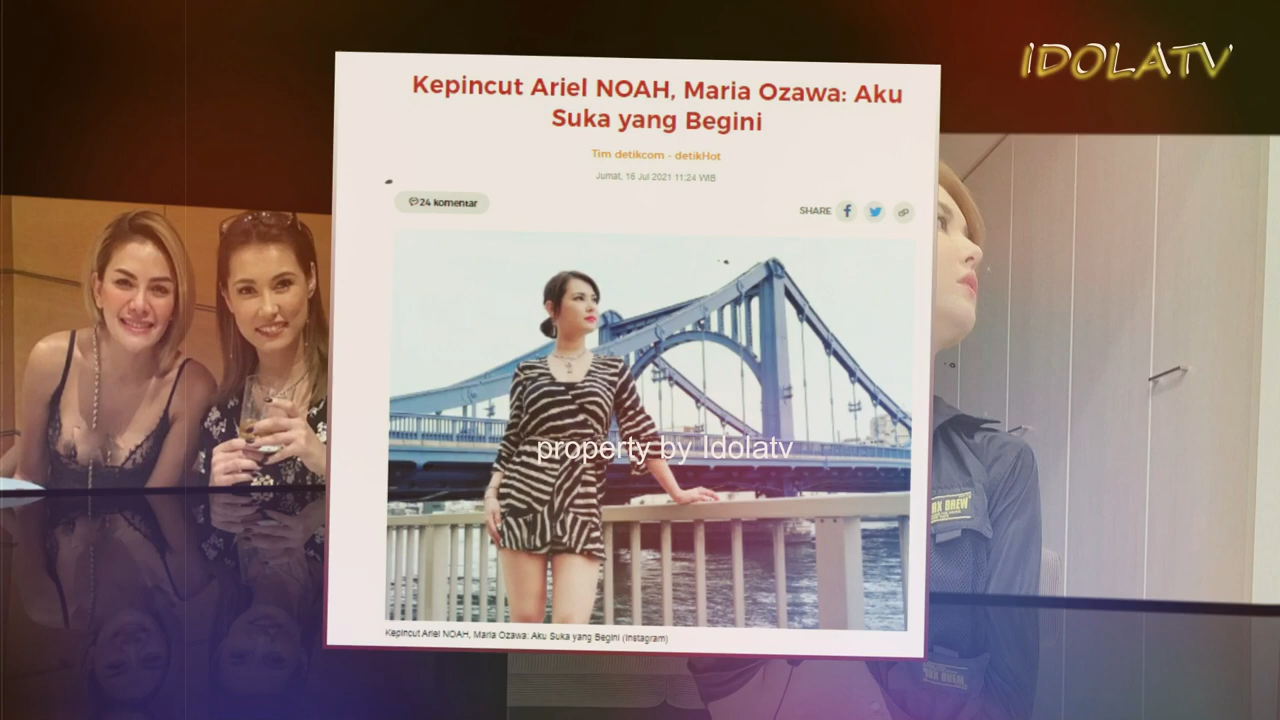 IDOLATV
Kepincut Ariel NOAH, Maria Ozawa: Aku
Suka yang Begini
Tim detikcom - detikHot
Jumat, 16 Jul 2021 11:24 WIB
24 komentar
SHARE
property by Idolatv
Kepincut Ariel NOAH, Maria Ozawa: Aku Suka yang Begini (Instagram)